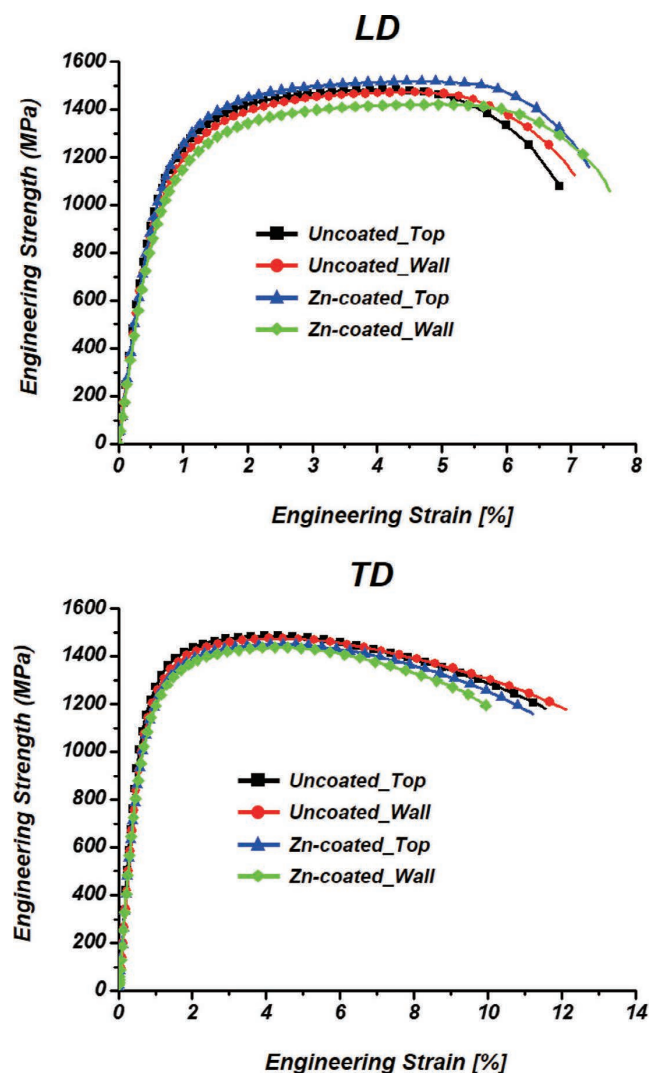 LD
Engineering Strength (MPa)
1600
1400
1200
1000
800
600
400
200
0
Uncoated_Top
Uncoated_Wall
Zn-coated_Top
Zn-coated_Wall
0 1 2 3 4 5 6 7 8
Engineering Strain [%]
TD
Engineering Strength (MPa)
1600
1400
1200
1000
800
600
400
200
0
Uncoated_Top
Uncoated_Wall
Zn-coated_Top
Zn-coated_Wall
0 2 4 6 8 10 12 14
Engineering Strain [%]